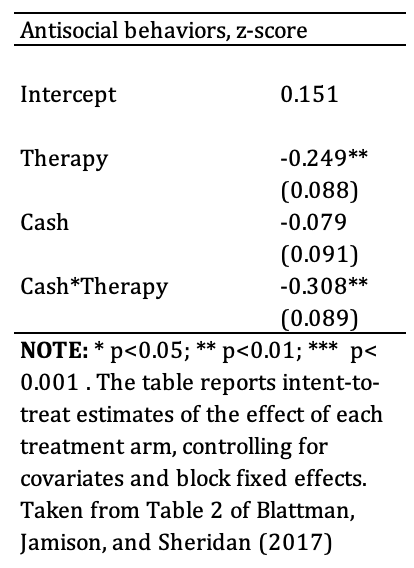 Antisocial behaviors, z-score
Intercept 0.151
Therapy -0.249**
(0.088)
Cash -0.079
(0.091)
Cash*Therapy -0.308**
(0.089)
NOTE: * p<0.05; ** p<0.01; *** p<
0.001 . The table reports intent-to-
treat estimates of the effect of each
treatment arm, controlling for
covariates and block fixed effects.
Taken from Table 2 of Blattman,
Jamison, and Sheridan (2017)